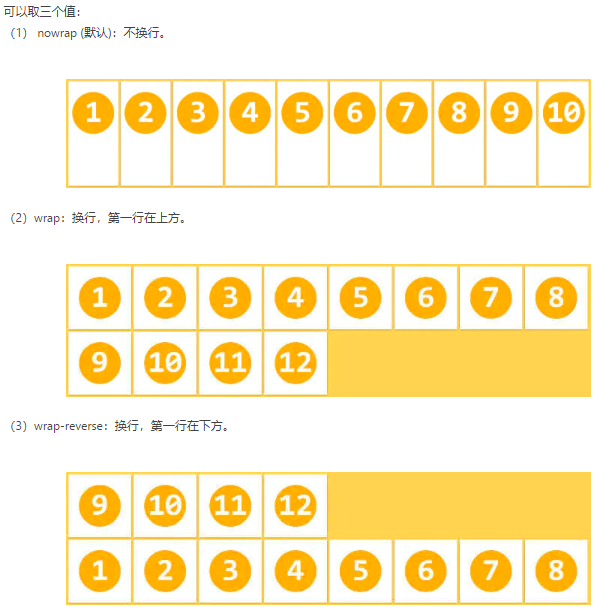 可以取三个值：
（1） nowrap (默认)：不换行。
1 2 3 4 5 6 7 8 9 10
（2）wrap：换行，第一行在上方。
1 2 3 4 5 6 7 8
9 10 11 12
（3）wrap-reverse：换行，第一行在下方。
9 10 11 12
1 2 3 4 5 6 7 8